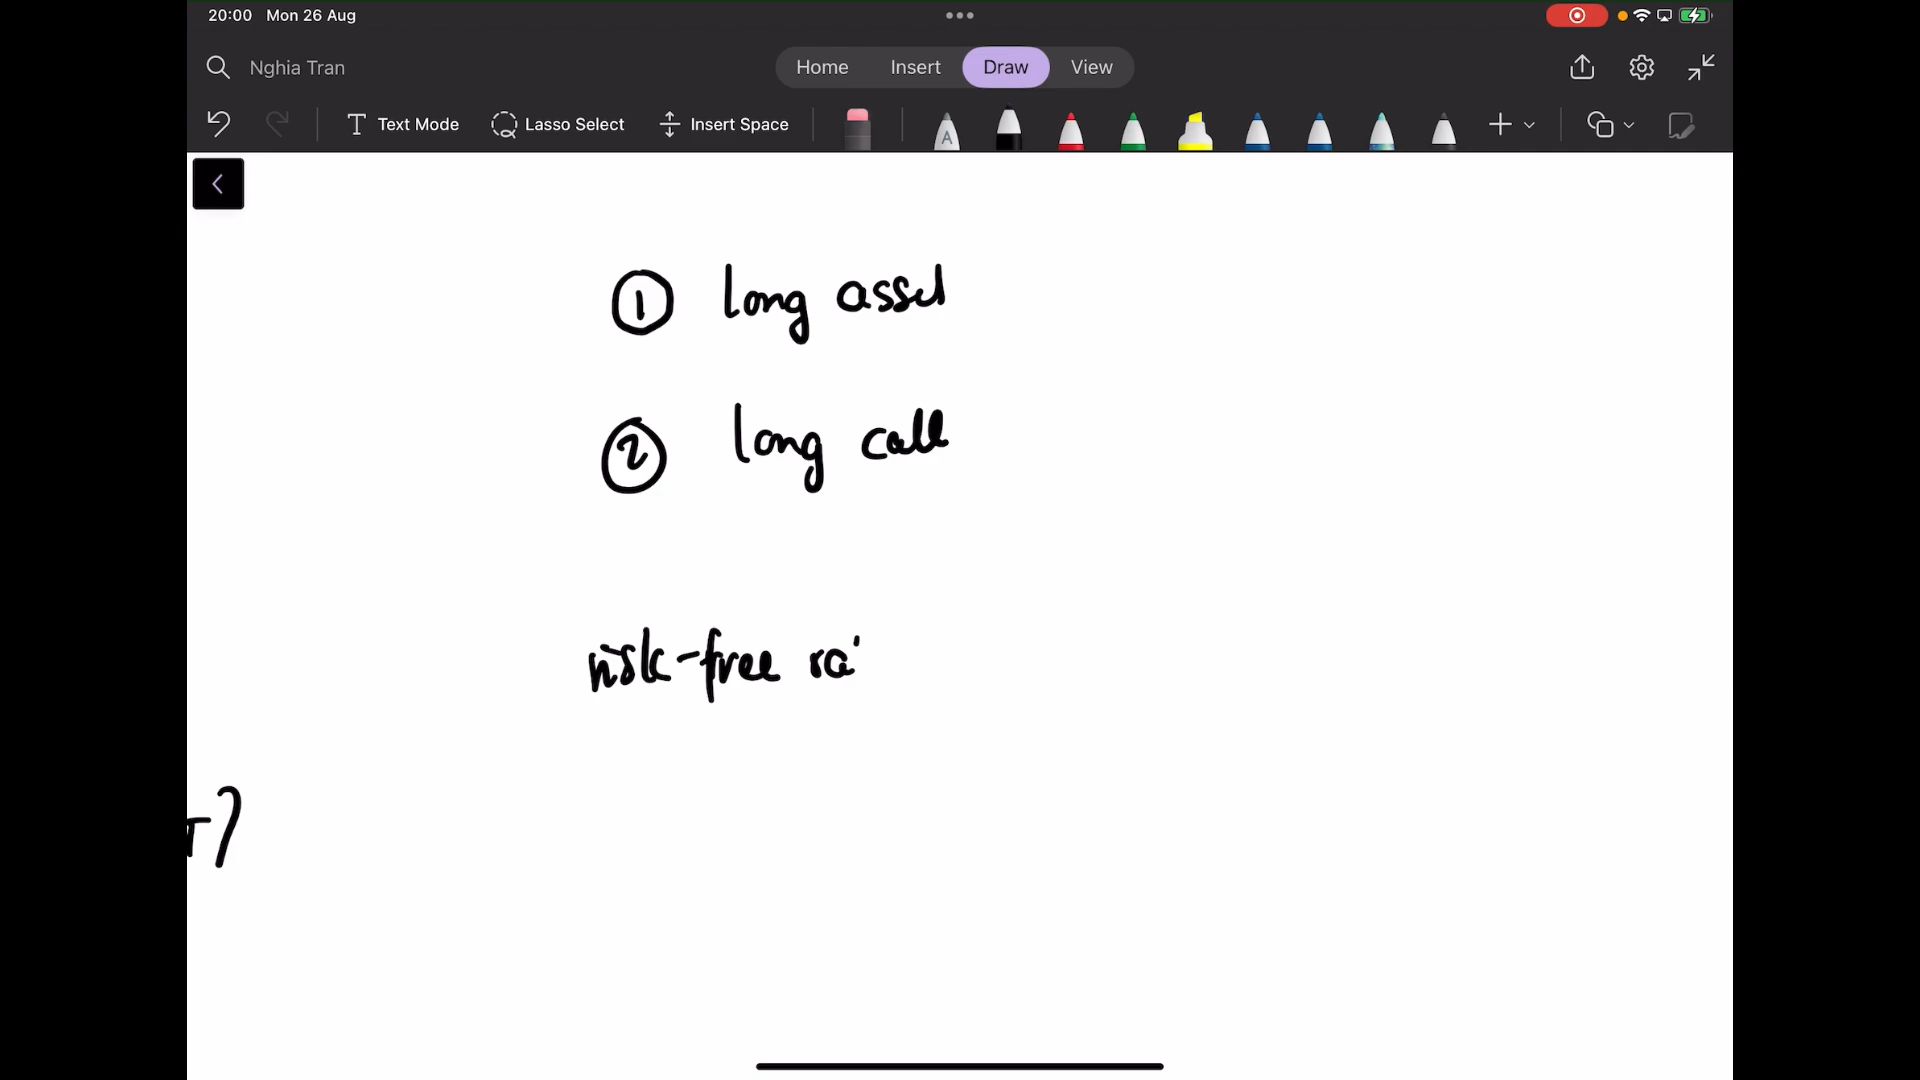 20:00 Mon 26 Aug
Nghia Tran
Home Insert Draw View
Text Mode Lasso Select Insert Space A
1 long asset
2 long call
risk-free ra
T)